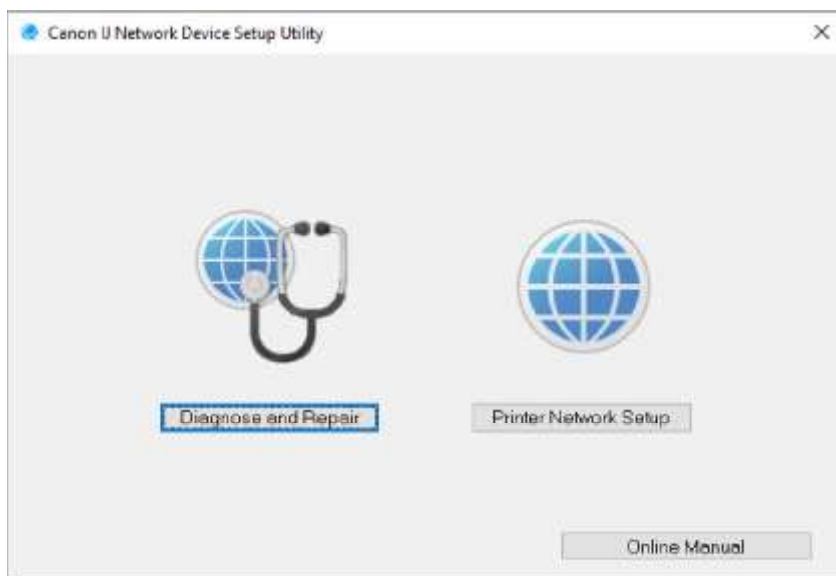 Canon IJ Network Device Setup Utility
Diagnose and Repair
Printer Network Setup
Online Manual